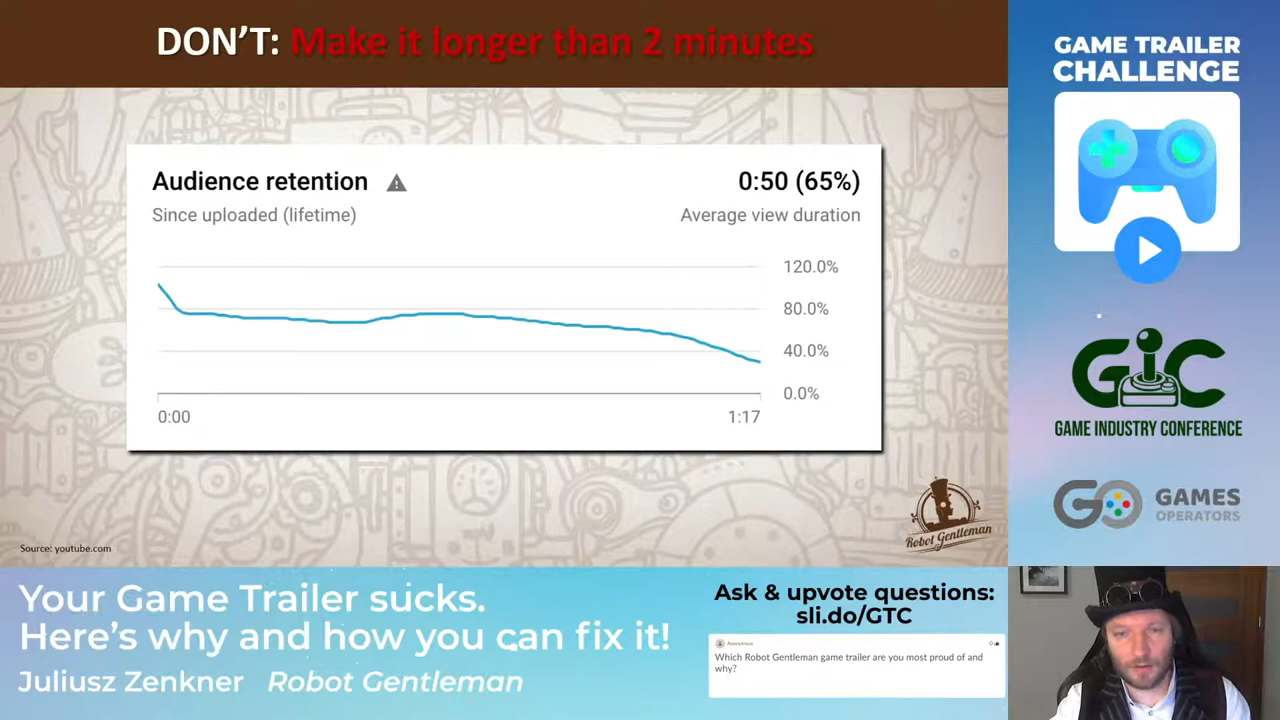 DON'T: Make it longer than 2 minutes
Audience retention
0:50 (65%)
Since uploaded (lifetime)
Average view duration
120.0%
80.0%
40.0%
0.0%
0:00
1:17
Robot Gentleman
Source: youtube.com
GAME TRAILER
CHALLENGE
GIC
GAME INDUSTRY CONFERENCE
GO GAMES
OPERATORS
Your Game Trailer sucks.
Here's why and how you can fix it!
Juliusz Zenkner Robot Gentleman
Ask & upvote questions:
sli.do/GTC
Anonymous
0
Which Robot Gentleman game trailer are you most proud of and
why?